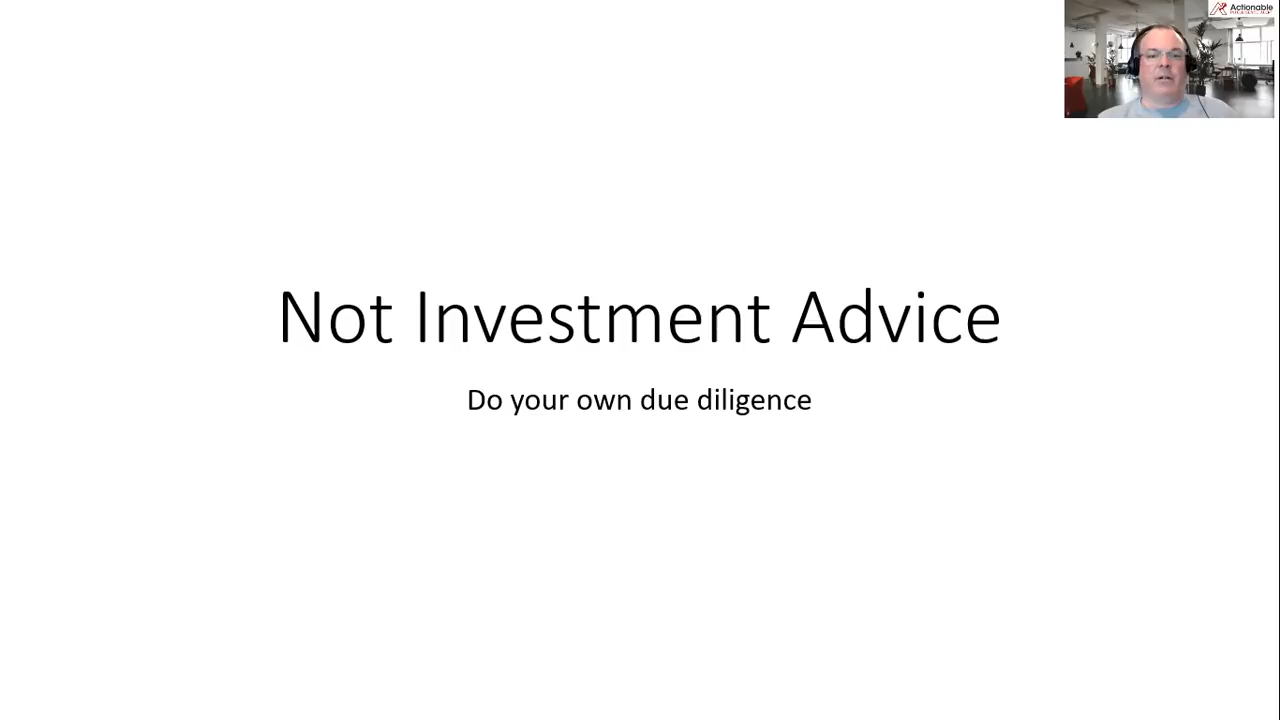 Actionable
Not Investment Advice
Do your own due diligence